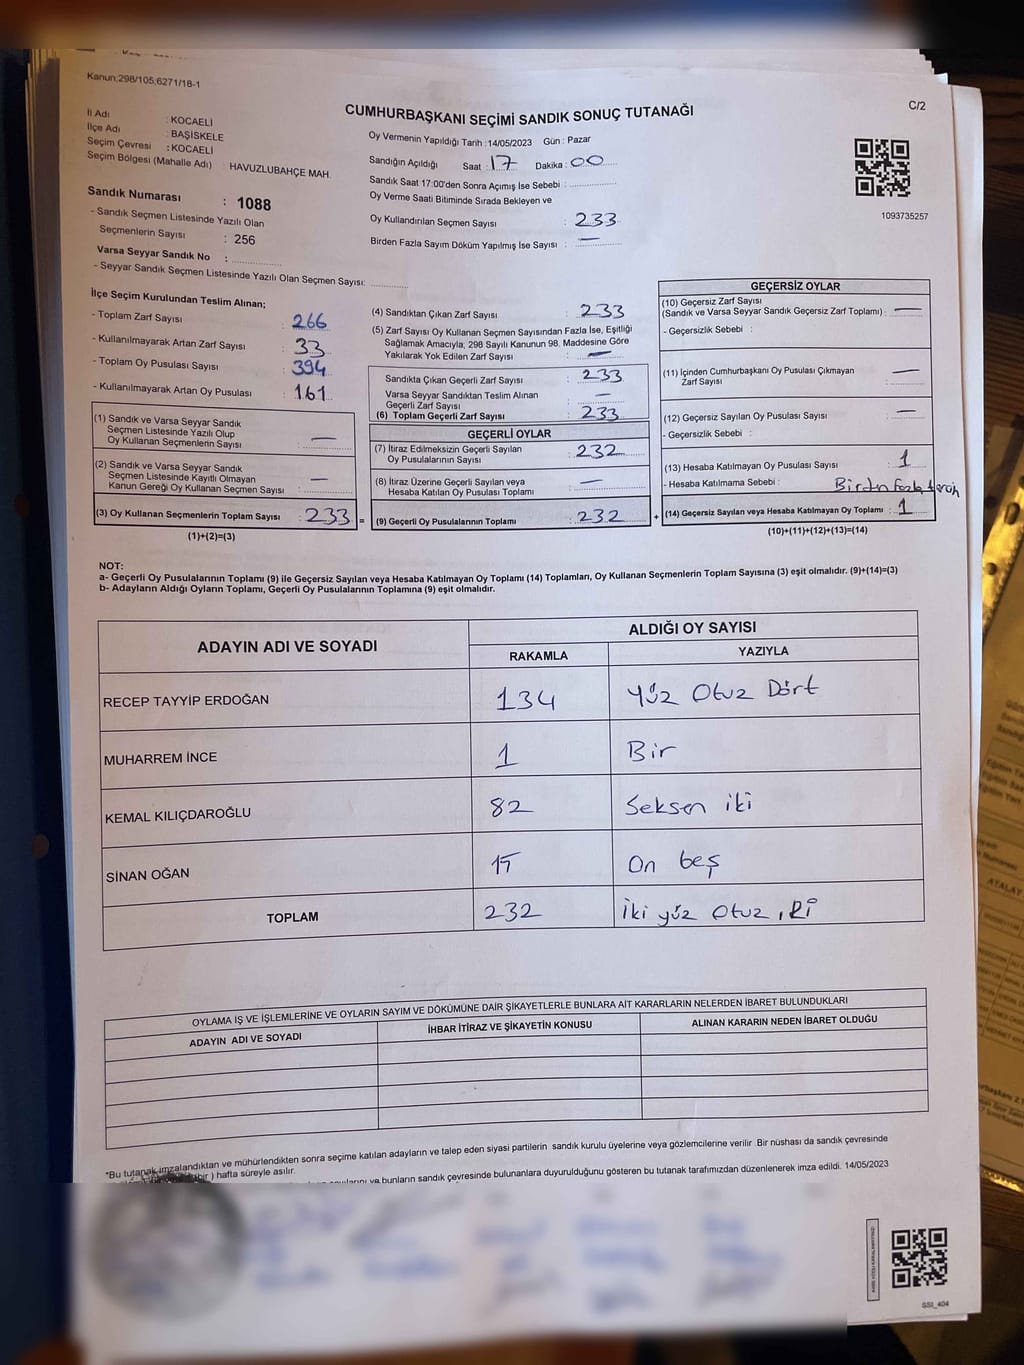 Kanun;298/105,6271/18-1
C/2
CUMHURBAŞKANI SEÇİMİ SANDIK SONUÇ TUTANAĞI
İl Adı : KOCAELİ
İlçe Adı : BAŞİSKELE
Seçim Çevresi : KOCAELİ
Seçim Bölgesi (Mahalle Adı) : HAVUZLUBAHÇE MAH.
Sandık Numarası : 1088
- Sandık Seçmen Listesinde Yazılı Olan
Seçmenlerin Sayısı : 256
Varsa Seyyar Sandık No :
- Seyyar Sandık Seçmen Listesinde Yazılı Olan Seçmen Sayısı:
Oy Vermenin Yapıldığı Tarih :14/05/2023 Gün : Pazar
Sandığın Açıldığı Saat : 17 Dakika : 00
Sandık Saat 17:00'den Sonra Açımış İse Sebebi :
Oy Verme Saati Bitiminde Sırada Bekleyen ve
Oy Kullandırılan Seçmen Sayısı : 233
Birden Fazla Sayım Döküm Yapılmış İse Sayısı : —
1093735257
İlçe Seçim Kurulundan Teslim Alınan;
- Toplam Zarf Sayısı : 266
- Kullanılmayarak Artan Zarf Sayısı : 33
- Toplam Oy Pusulası Sayısı : 394
- Kullanılmayarak Artan Oy Pusulası : 161
(1) Sandık ve Varsa Seyyar Sandık
Seçmen Listesinde Yazılı Olup
Oy Kullanan Seçmenlerin Sayısı : —
(2) Sandık ve Varsa Seyyar Sandık
Seçmen Listesinde Kayıtlı Olmayan
Kanun Gereği Oy Kullanan Seçmen Sayısı : —
(3) Oy Kullanan Seçmenlerin Toplam Sayısı : 233 =
(1)+(2)=(3)
(4) Sandıktan Çıkan Zarf Sayısı : 233
(5) Zarf Sayısı Oy Kullanan Seçmen Sayısından Fazla İse, Eşitliği
Sağlamak Amacıyla; 298 Sayılı Kanunun 98. Maddesine Göre
Yakılarak Yok Edilen Zarf Sayısı : —
Sandıkta Çıkan Geçerli Zarf Sayısı : 233
Varsa Seyyar Sandıktan Teslim Alınan
Geçerli Zarf Sayısı : —
(6) Toplam Geçerli Zarf Sayısı : 233
GEÇERLİ OYLAR
(7) İtiraz Edilmeksizin Geçerli Sayılan
Oy Pusulalarının Sayısı : 232
(8) İtiraz Üzerine Geçerli Sayılan veya
Hesaba Katılan Oy Pusulası Toplamı : —
(9) Geçerli Oy Pusulalarının Toplamı : 232 +
GEÇERSİZ OYLAR
(10) Geçersiz Zarf Sayısı
(Sandık ve Varsa Seyyar Sandık Geçersiz Zarf Toplamı) : —
- Geçersizlik Sebebi :
(11) İçinden Cumhurbaşkanı Oy Pusulası Çıkmayan
Zarf Sayısı : —
(12) Geçersiz Sayılan Oy Pusulası Sayısı : —
- Geçersizlik Sebebi :
(13) Hesaba Katılmayan Oy Pusulası Sayısı : 1
- Hesaba Katılmama Sebebi : Birden Fazla tercih
(14) Geçersiz Sayılan veya Hesaba Katılmayan Oy Toplamı : 1
(10)+(11)+(12)+(13)=(14)
NOT:
a- Geçerli Oy Pusulalarının Toplamı (9) ile Geçersiz Sayılan veya Hesaba Katılmayan Oy Toplamı (14) Toplamları, Oy Kullanan Seçmenlerin Toplam Sayısına (3) eşit olmalıdır. (9)+(14)=(3)
b- Adayların Aldığı Oyların Toplamı, Geçerli Oy Pusulalarının Toplamına (9) eşit olmalıdır.
ADAYIN ADI VE SOYADI
ALDIĞI OY SAYISI
RAKAMLA YAZIYLA
RECEP TAYYİP ERDOĞAN 134 Yüz Otuz Dört
MUHARREM İNCE 1 Bir
KEMAL KILIÇDAROĞLU 82 Seksen iki
SİNAN OĞAN 15 On beş
TOPLAM 232 İki yüz Otuz iki
OYLAMA İŞ VE İŞLEMLERİNE VE OYLARIN SAYIM VE DÖKÜMÜNE DAİR ŞİKAYETLERLE BUNLARA AİT KARARLARIN NELERDEN İBARET BULUNDUKLARI
ADAYIN ADI VE SOYADI İHBAR İTİRAZ VE ŞİKAYETİN KONUSU ALINAN KARARIN NEDEN İBARET OLDUĞU
*Bu tutanak imzalandıktan ve mühürlendikten sonra seçime katılan adayların ve talep eden siyasi partilerin sandık kurulu üyelerine veya gözlemcilerine verilir Bir nüshası da sandık çevresinde
(bir ) hafta süreyle asılır.
ve bunların sandık çevresinde bulunanlara duyurulduğunu gösteren bu tutanak tarafımızdan düzenlenerek imza edildi. 14/05/2023
SSI_404